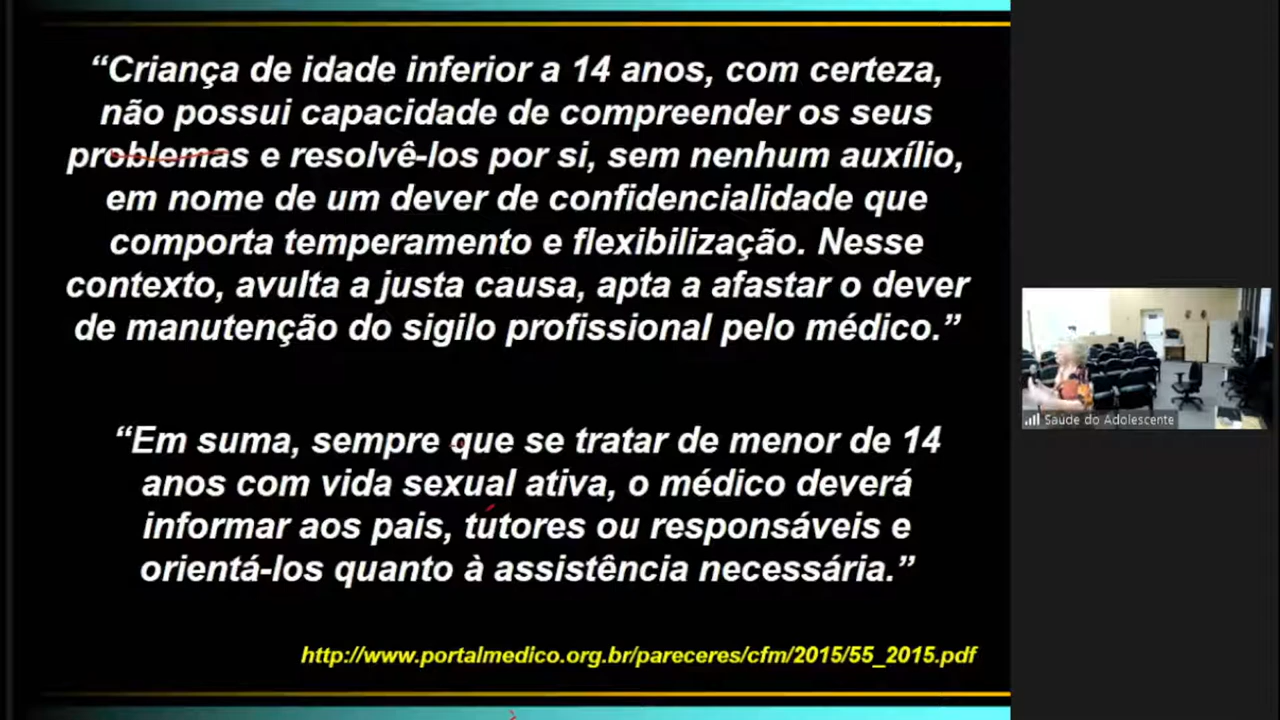 “Criança de idade inferior a 14 anos, com certeza,
não possui capacidade de compreender os seus
problemas e resolvê-los por si, sem nenhum auxílio,
em nome de um dever de confidencialidade que
comporta temperamento e flexibilização. Nesse
contexto, avulta a justa causa, apta a afastar o dever
de manutenção do sigilo profissional pelo médico.”
“Em suma, sempre que se tratar de menor de 14
anos com vida sexual ativa, o médico deverá
informar aos pais, tutores ou responsáveis e
orientá-los quanto à assistência necessária.”
http://www.portalmedico.org.br/pareceres/cfm/2015/55_2015.pdf
Saúde do Adolescente